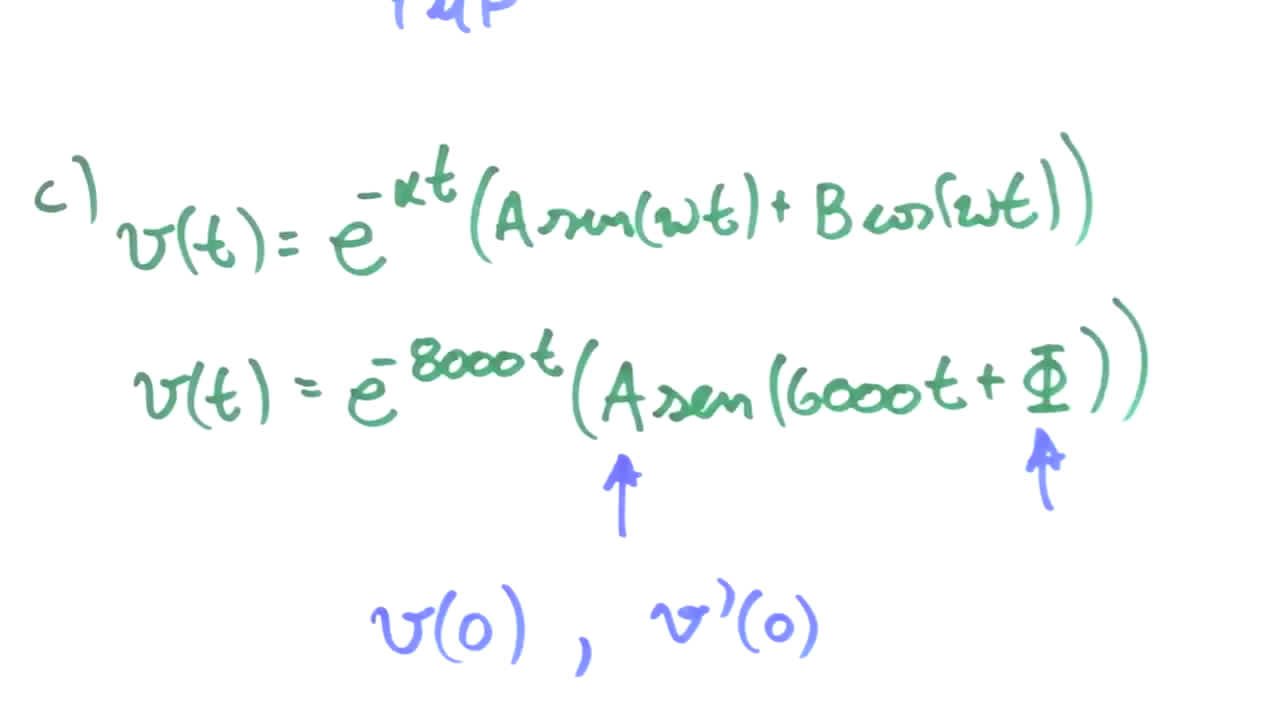 c) v(t) = e^{-αt} (A sen(ωt) + B cos(ωt))
v(t) = e^{-8000t} (A sen(6000t + Φ))
v(0) , v'(0)